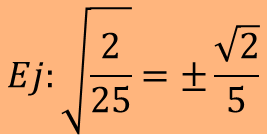 Ej: √(2/25) = ± √2/5